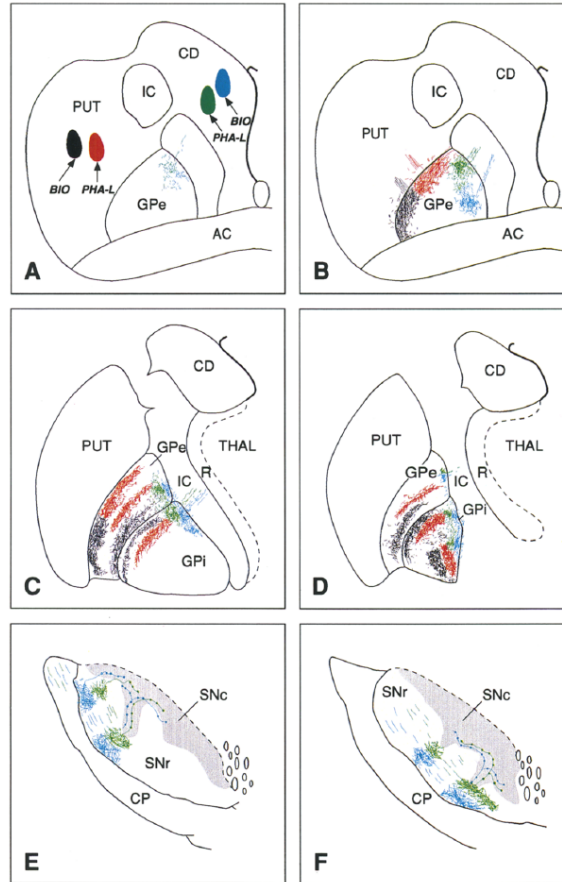 CD
IC
PUT
BIO
PHA-L
BIO
PHA-L
GPe
AC
A
CD
IC
PUT
GPe
AC
B
CD
PUT
GPe
THAL
IC
R
GPi
C
CD
PUT
THAL
GPe
R
IC
GPi
D
SNc
SNr
CP
E
SNr
SNc
CP
F